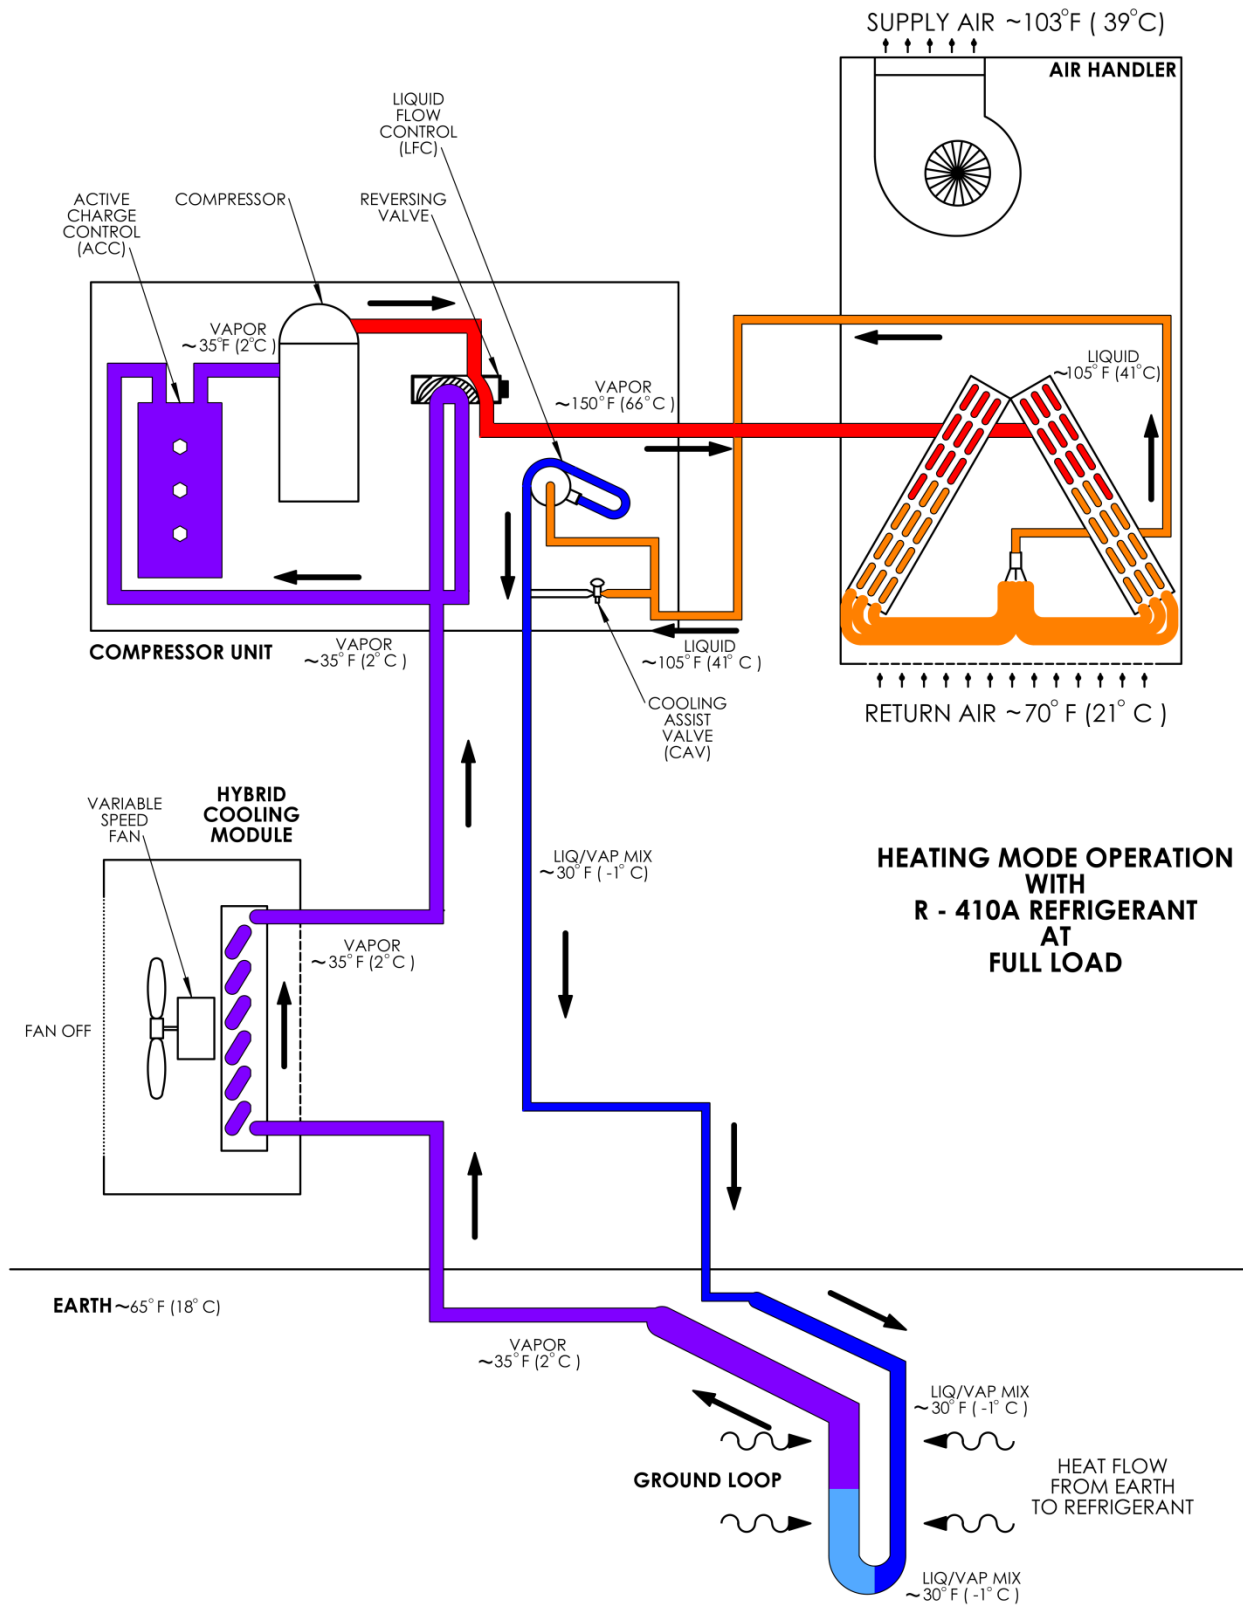 SUPPLY AIR ~103°F ( 39°C)
AIR HANDLER
LIQUID
FLOW
CONTROL
(LFC)
ACTIVE
CHARGE
CONTROL
(ACC)
COMPRESSOR
REVERSING
VALVE
VAPOR
~35°F (2°C )
VAPOR
~150°F (66°C )
LIQUID
~105°F (41°C)
COMPRESSOR UNIT
VAPOR
~35°F (2°C )
LIQUID
~105°F (41°C )
COOLING
ASSIST
VALVE
(CAV)
RETURN AIR ~70°F (21°C )
HYBRID
COOLING
MODULE
VARIABLE
SPEED
FAN
LIQ/VAP MIX
~30°F ( -1°C )
HEATING MODE OPERATION
WITH
R - 410A REFRIGERANT
AT
FULL LOAD
VAPOR
~35°F (2°C )
FAN OFF
EARTH ~65°F (18°C )
VAPOR
~35°F (2°C )
LIQ/VAP MIX
~30°F ( -1°C )
GROUND LOOP
HEAT FLOW
FROM EARTH
TO REFRIGERANT
LIQ/VAP MIX
~30°F ( -1°C )